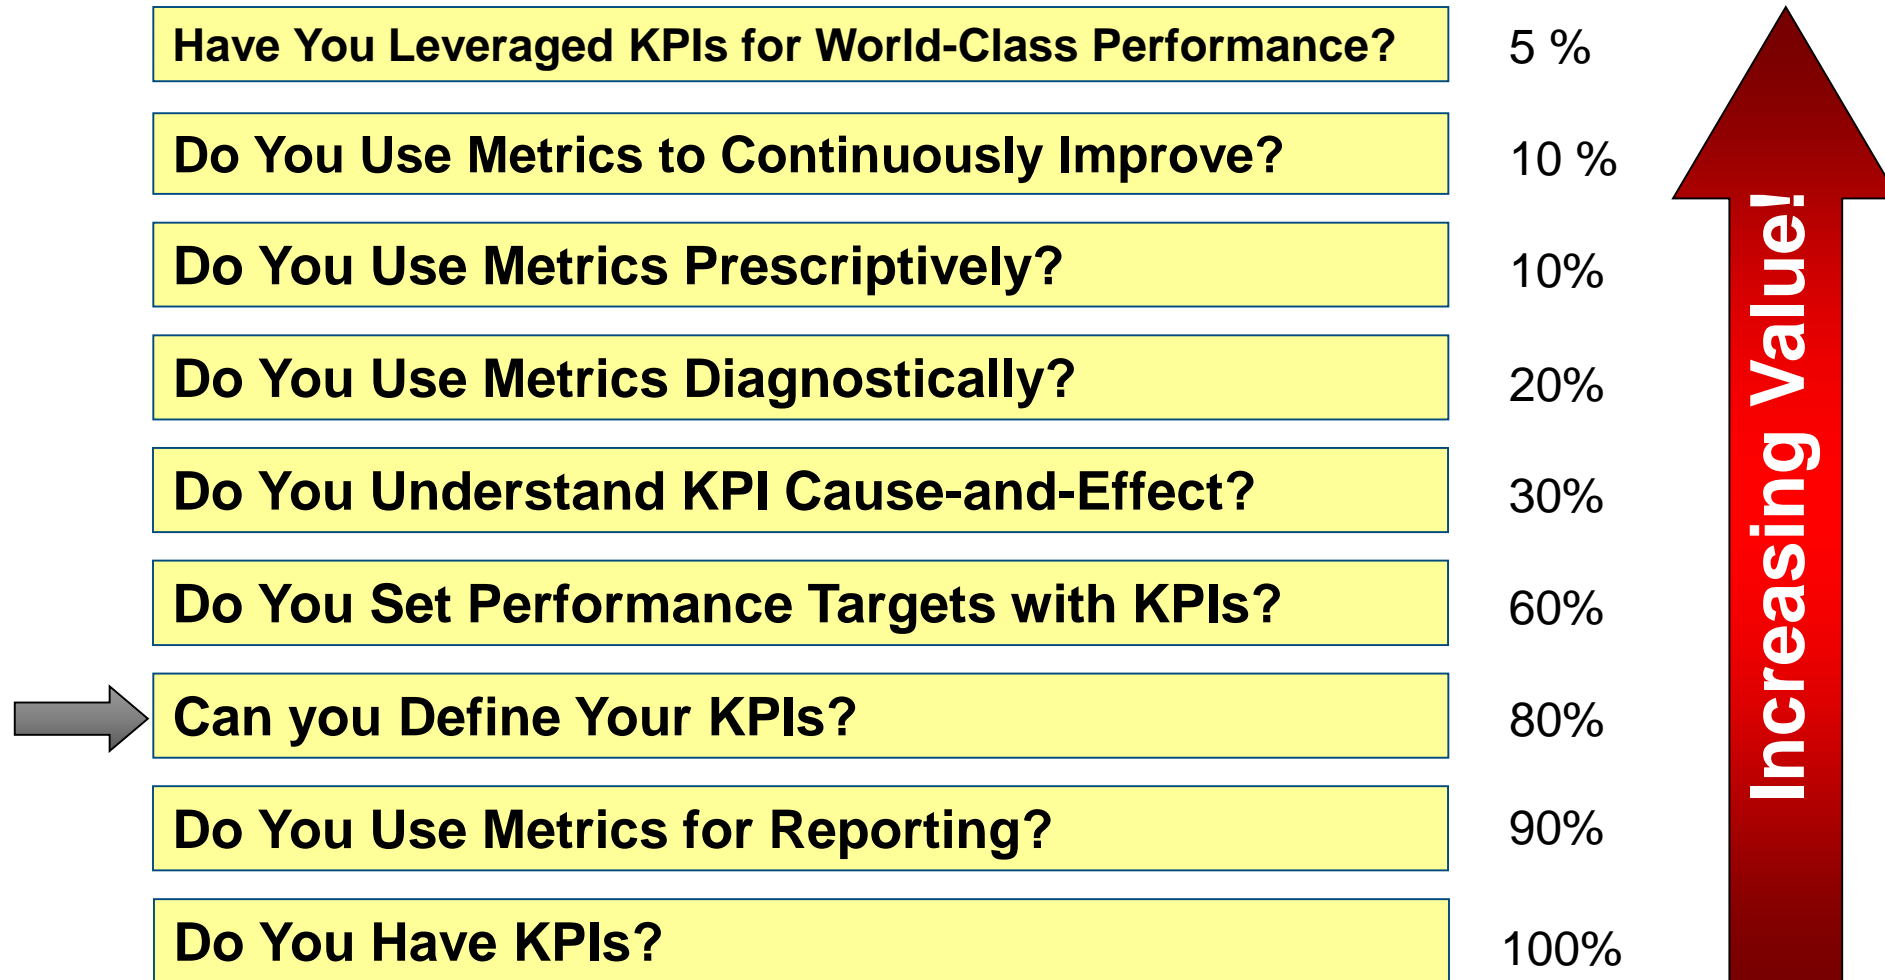 Have You Leveraged KPIs for World-Class Performance? 5 %
Do You Use Metrics to Continuously Improve? 10 %
Do You Use Metrics Prescriptively? 10%
Do You Use Metrics Diagnostically? 20%
Do You Understand KPI Cause-and-Effect? 30%
Do You Set Performance Targets with KPIs? 60%
Can you Define Your KPIs? 80%
Do You Use Metrics for Reporting? 90%
Do You Have KPIs? 100%
Increasing Value!